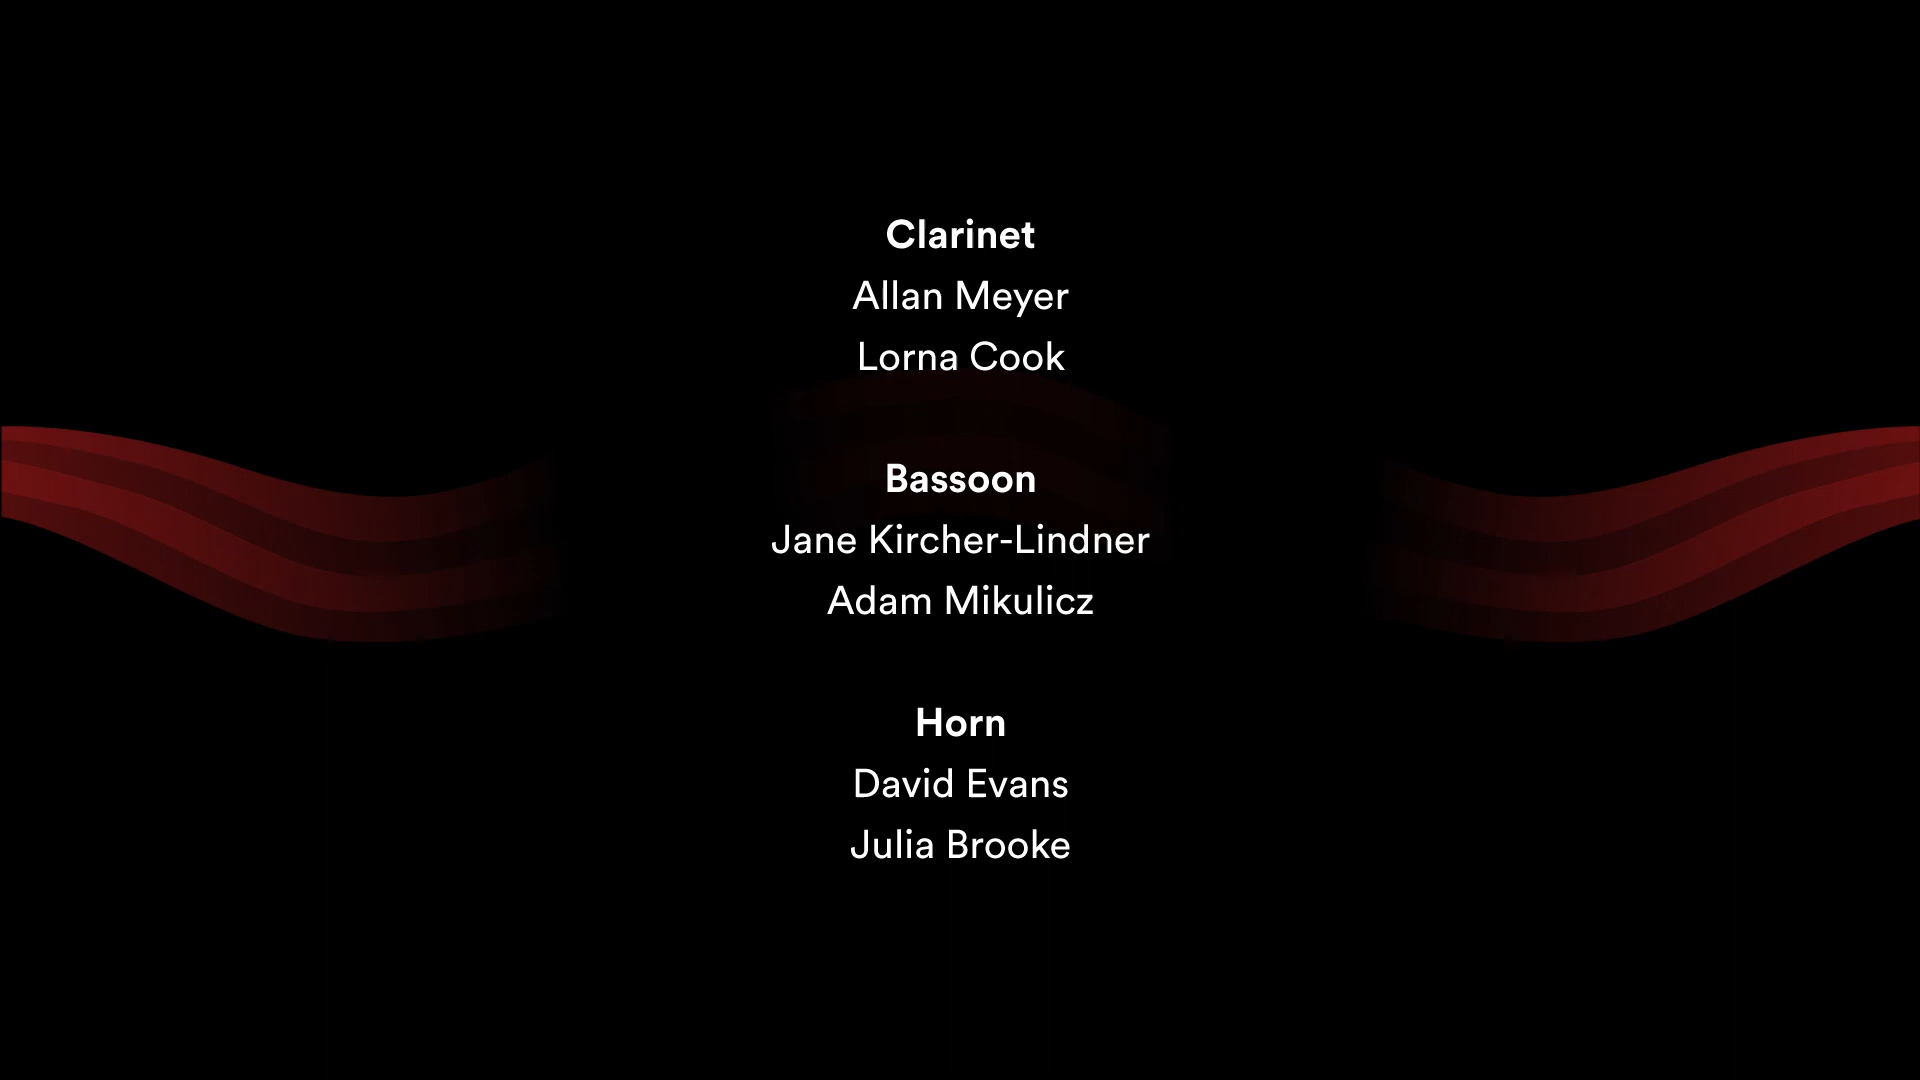 Clarinet
Allan Meyer
Lorna Cook
Bassoon
Jane Kircher-Lindner
Adam Mikulicz
Horn
David Evans
Julia Brooke